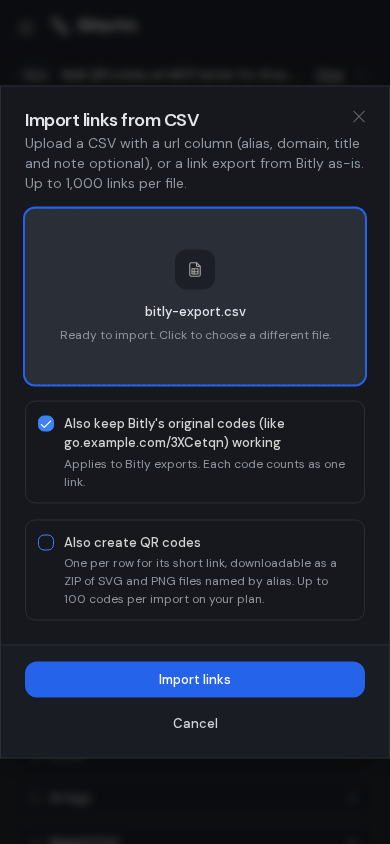 Import links from CSV
Upload a CSV with a url column (alias, domain, title
and note optional), or a link export from Bitly as-is.
Up to 1,000 links per file.
bitly-export.csv
Ready to import. Click to choose a different file.
Also keep Bitly's original codes (like
go.example.com/3XCetqn) working
Applies to Bitly exports. Each code counts as one
link.
Also create QR codes
One per row for its short link, downloadable as a
ZIP of SVG and PNG files named by alias. Up to
100 codes per import on your plan.
Import links
Cancel